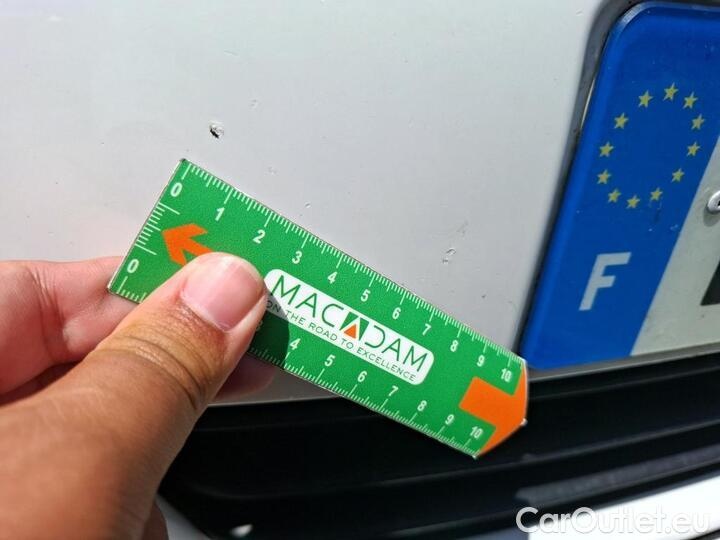 0 1 2 3 4 5 6 7 8 9 10
MACADAM
ON THE ROAD TO EXCELLENCE
0 3 4 5 6 7 8 9 10
F
CarOutlet.eu